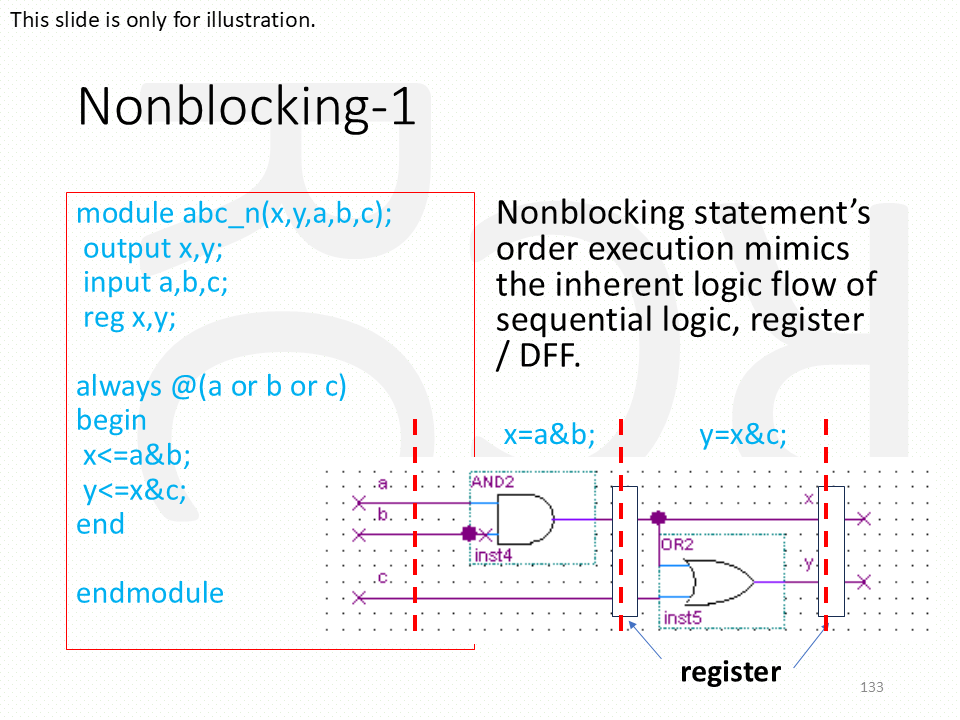 This slide is only for illustration.
Nonblocking-1
module abc_n(x,y,a,b,c);
output x,y;
input a,b,c;
reg x,y;
always @(a or b or c)
begin
x<=a&b;
y<=x&c;
end
endmodule
Nonblocking statement’s
order execution mimics
the inherent logic flow of
sequential logic, register
/ DFF.
x=a&b;
y=x&c;
a
AND2
b
inst4
c
OR2
inst5
x
y
register
133